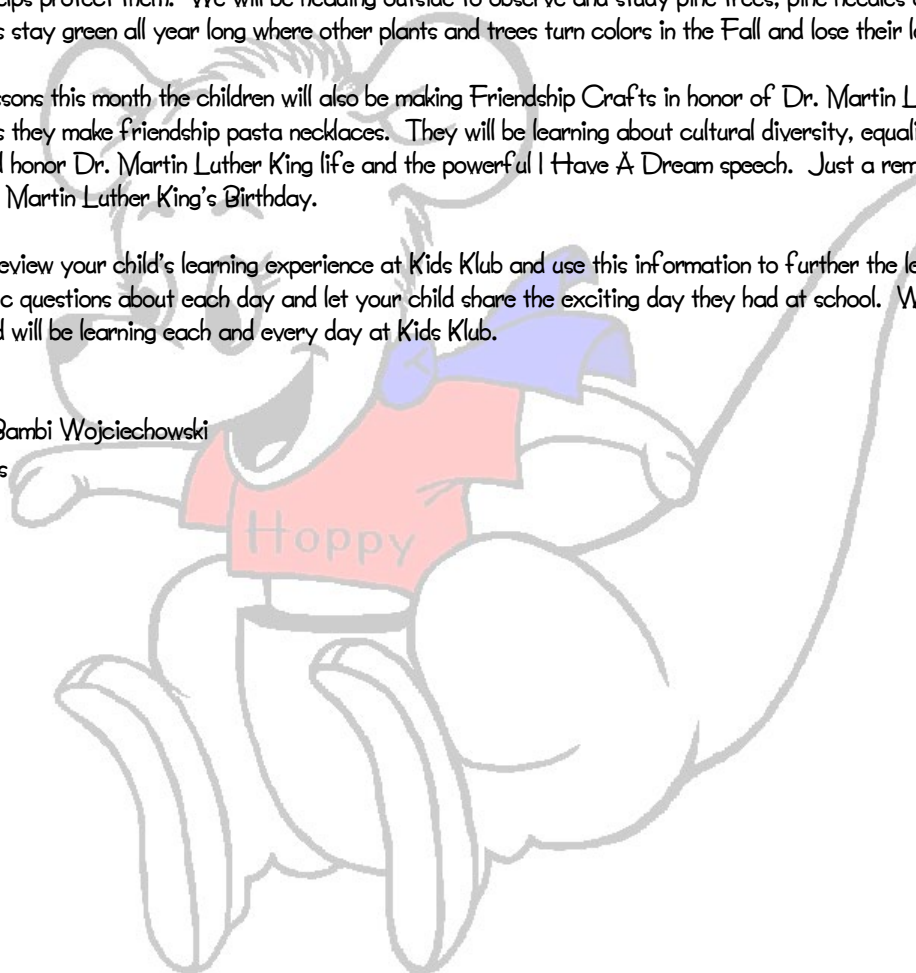 helps protect them. We will be heading outside to observe and study pine trees, pine needles
s stay green all year long where other plants and trees turn colors in the Fall and lose their
ssons this month the children will also be making Friendship Crafts in honor of Dr. Martin L
s they make friendship pasta necklaces. They will be learning about cultural diversity, equali
d honor Dr. Martin Luther King life and the powerful I Have A Dream speech. Just a rem
Martin Luther King's Birthday.
eview your child's learning experience at Kids Klub and use this information to further the le
c questions about each day and let your child share the exciting day they had at school. W
d will be learning each and every day at Kids Klub.
Bambi Wojciechowski
s
Hoppy